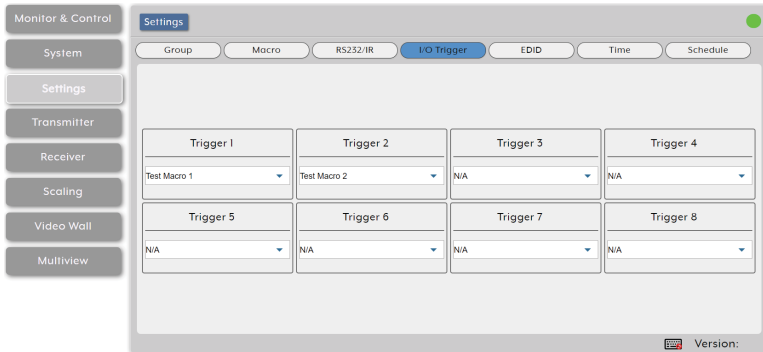 Monitor & Control
System
Settings
Transmitter
Receiver
Scaling
Video Wall
Multiview
Settings
Group Macro RS232/IR I/O Trigger EDID Time Schedule
Trigger 1 Trigger 2 Trigger 3 Trigger 4
Test Macro 1 Test Macro 2 N/A N/A
Trigger 5 Trigger 6 Trigger 7 Trigger 8
N/A N/A N/A N/A
Version: